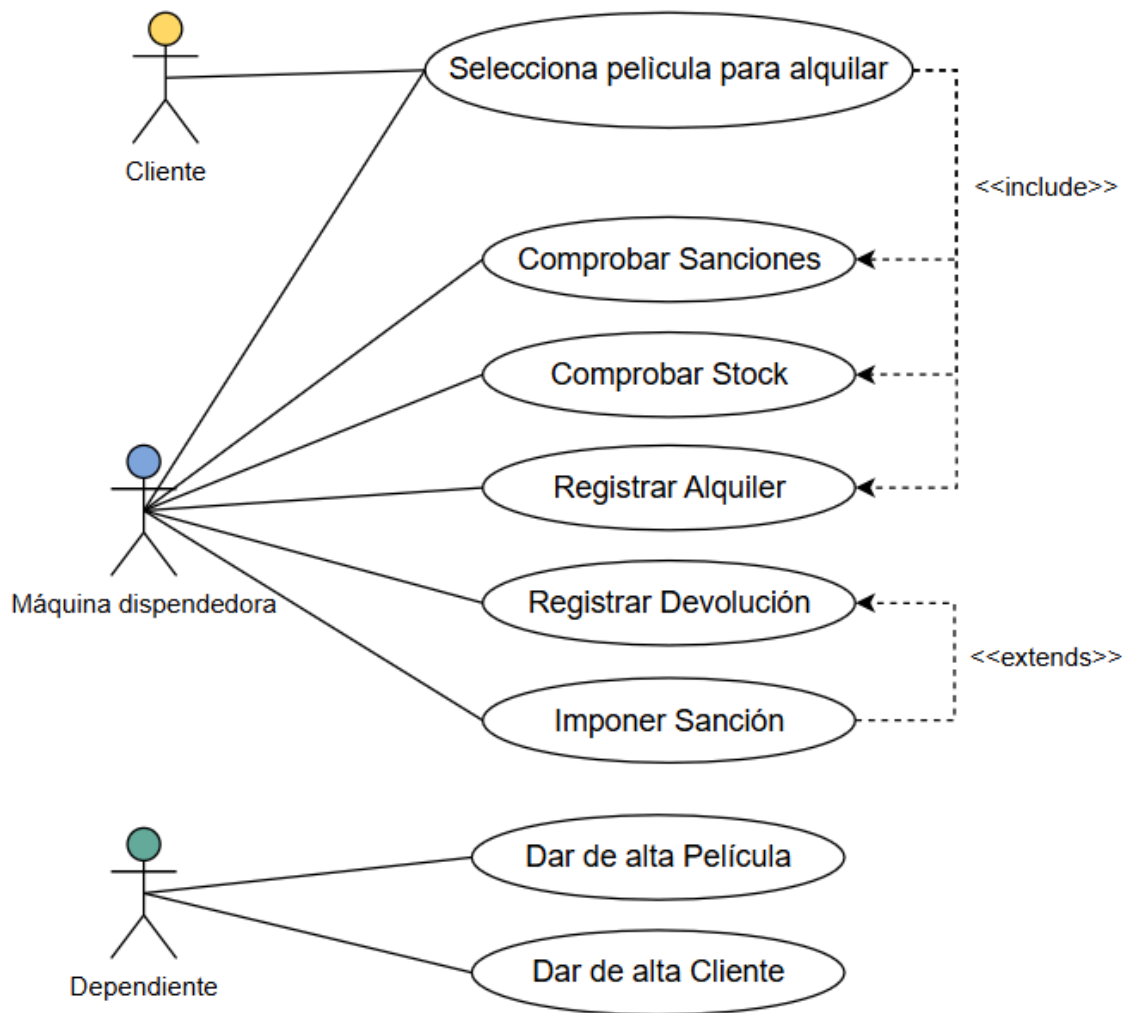 Selecciona película para alquilar
Cliente
<<include>>
Comprobar Sanciones
Comprobar Stock
Registrar Alquiler
Máquina dispendedora
Registrar Devolución
<<extends>>
Imponer Sanción
Dar de alta Película
Dar de alta Cliente
Dependiente